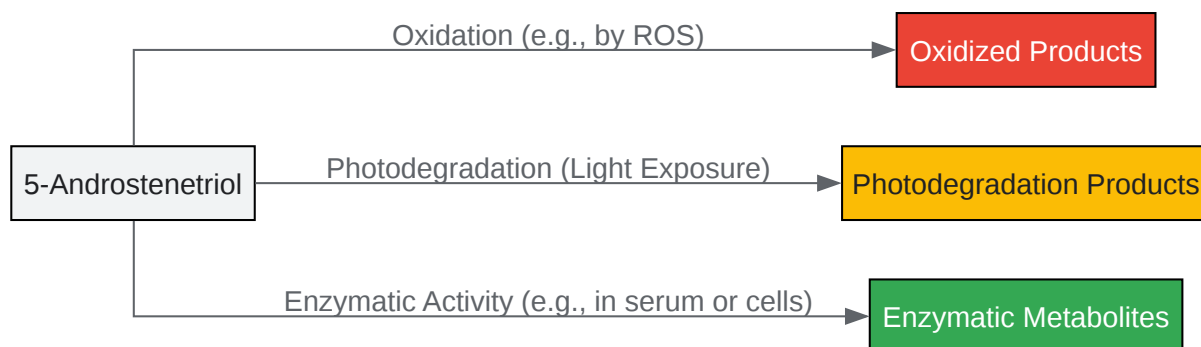 Oxidation (e.g., by ROS)
Oxidized Products
5-Androstenetriol
Photodegradation (Light Exposure)
Photodegradation Products
Enzymatic Activity (e.g., in serum or cells)
Enzymatic Metabolites